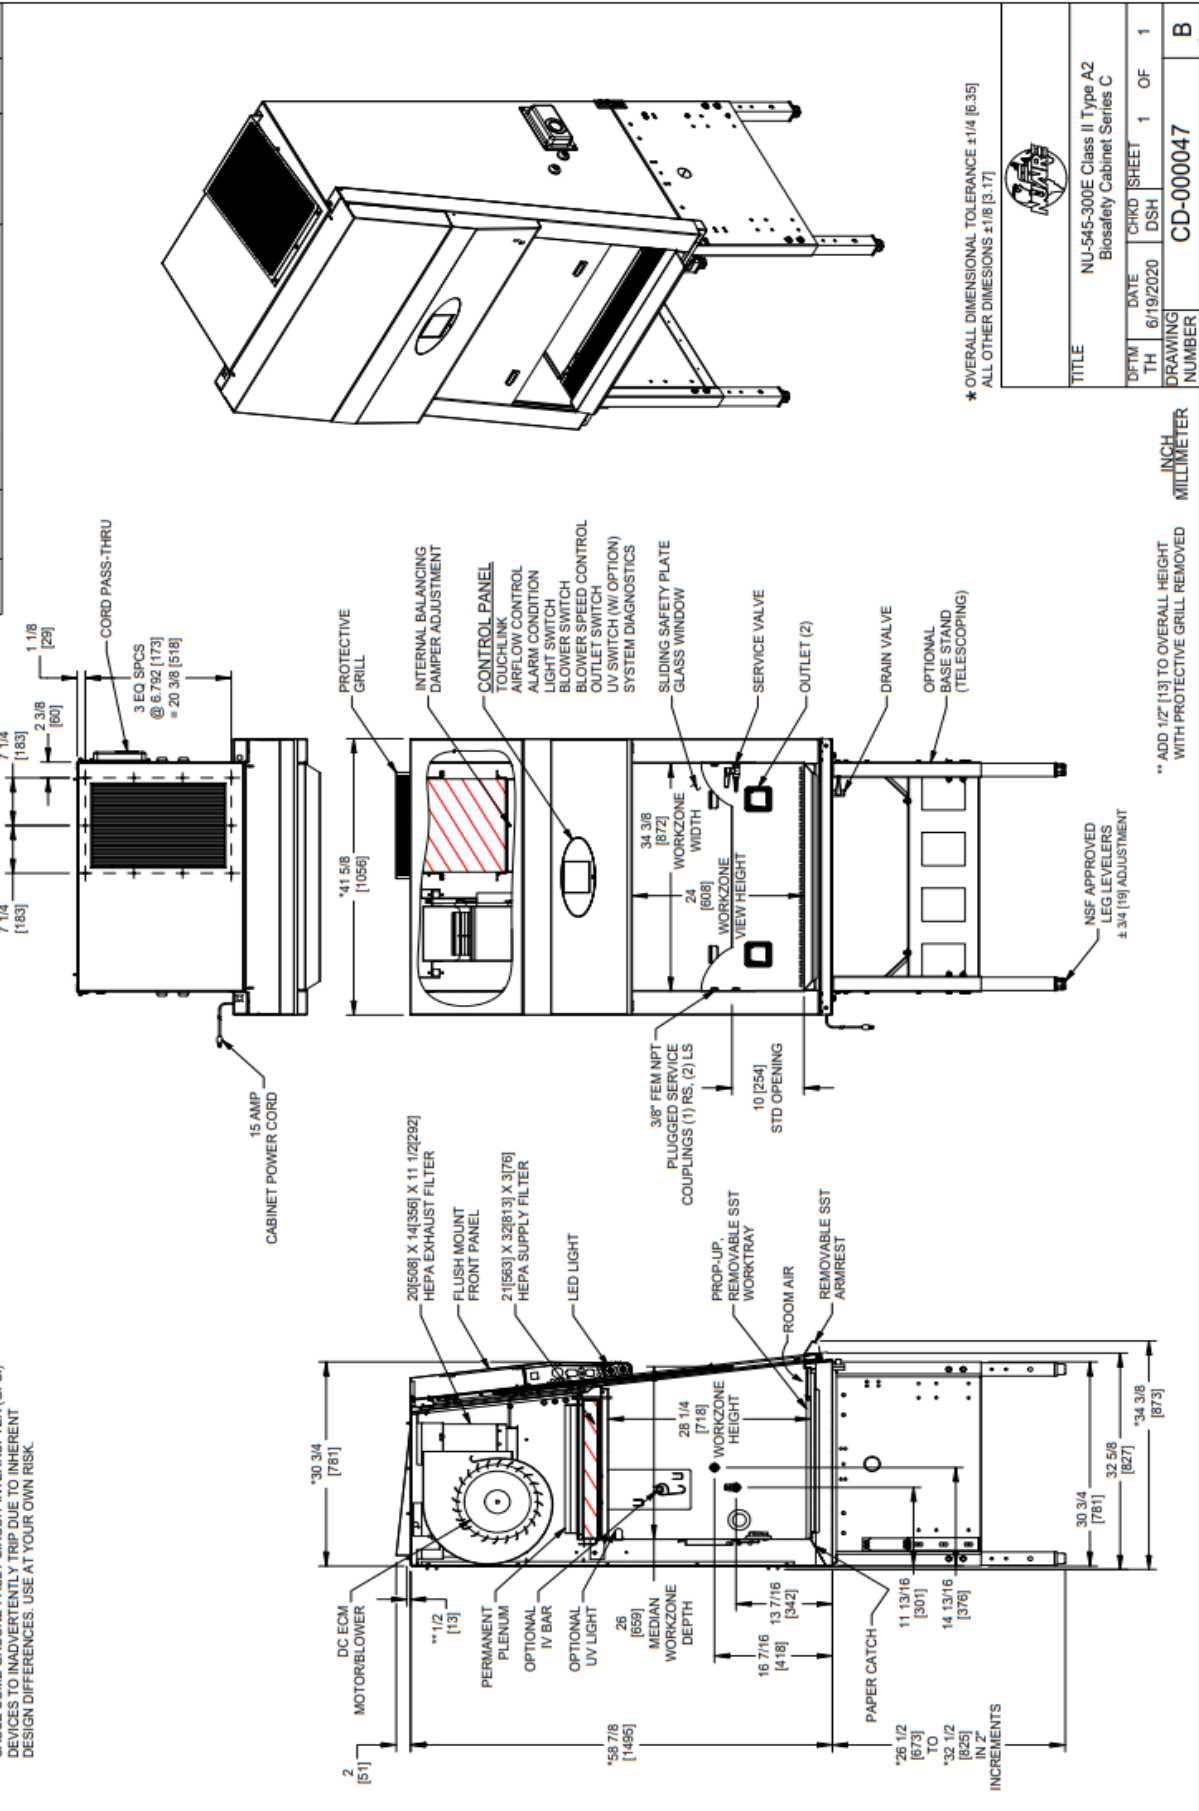 DEVICES TO INADVERTENTLY TRIP DUE TO INHERENT
DESIGN DIFFERENCES. USE AT YOUR OWN RISK.
15 AMP
CABINET POWER CORD
7 1/4
[183]
7 1/4
[183]
2 3/8
[60]
1 1/8
[29]
CORD PASS-THRU
3 EQ SPCS
@ 6.792 [173]
= 20 3/8 [518]
2
[51]
**1/2
[13]
*30 3/4
[781]
DC ECM
MOTOR/BLOWER
PERMANENT
PLENUM
OPTIONAL
IV BAR
OPTIONAL
UV LIGHT
26
[659]
MEDIAN
WORKZONE
DEPTH
13 7/16
[342]
16 7/16
[418]
PAPER CATCH
11 13/16
[301]
14 13/16
[376]
*58 7/8
[1495]
*26 1/2
[673]
TO
*32 1/2
[825]
IN 2"
INCREMENTS
20[508] X 14[356] X 11 1/2[292]
HEPA EXHAUST FILTER
FLUSH MOUNT
FRONT PANEL
21[563] X 32[813] X 3[76]
HEPA SUPPLY FILTER
LED LIGHT
28 1/4
[718]
WORKZONE
HEIGHT
PROP-UP,
REMOVABLE SST
WORKTRAY
ROOM AIR
REMOVABLE SST
ARMREST
30 3/4
[781]
32 5/8
[827]
*34 3/8
[873]
*41 5/8
[1056]
PROTECTIVE
GRILL
INTERNAL BALANCING
DAMPER ADJUSTMENT
CONTROL PANEL
TOUCHLINK
AIRFLOW CONTROL
ALARM CONDITION
LIGHT SWITCH
BLOWER SWITCH
BLOWER SPEED CONTROL
OUTLET SWITCH
UV SWITCH (W/ OPTION)
SYSTEM DIAGNOSTICS
34 3/8
[872]
WORKZONE
WIDTH
24
[608]
WORKZONE
VIEW HEIGHT
SLIDING SAFETY PLATE
GLASS WINDOW
SERVICE VALVE
OUTLET (2)
DRAIN VALVE
OPTIONAL
BASE STAND
(TELESCOPING)
3/8" FEM NPT
PLUGGED SERVICE
COUPLINGS (1) RS, (2) LS
10 [254]
STD OPENING
NSF APPROVED
LEG LEVELERS
± 3/4 [19] ADJUSTMENT
** ADD 1/2" [13] TO OVERALL HEIGHT
WITH PROTECTIVE GRILL REMOVED
INCH
MILLIMETER
* OVERALL DIMENSIONAL TOLERANCE ±1/4 [6.35]
ALL OTHER DIMESIONS ±1/8 [3.17]
NUAIRE
TITLE
NU-545-300E Class II Type A2
Biosafety Cabinet Series C
DFTM
TH
DATE
6/19/2020
CHKD
DSH
SHEET
1 OF 1
DRAWING
NUMBER
CD-000047
B